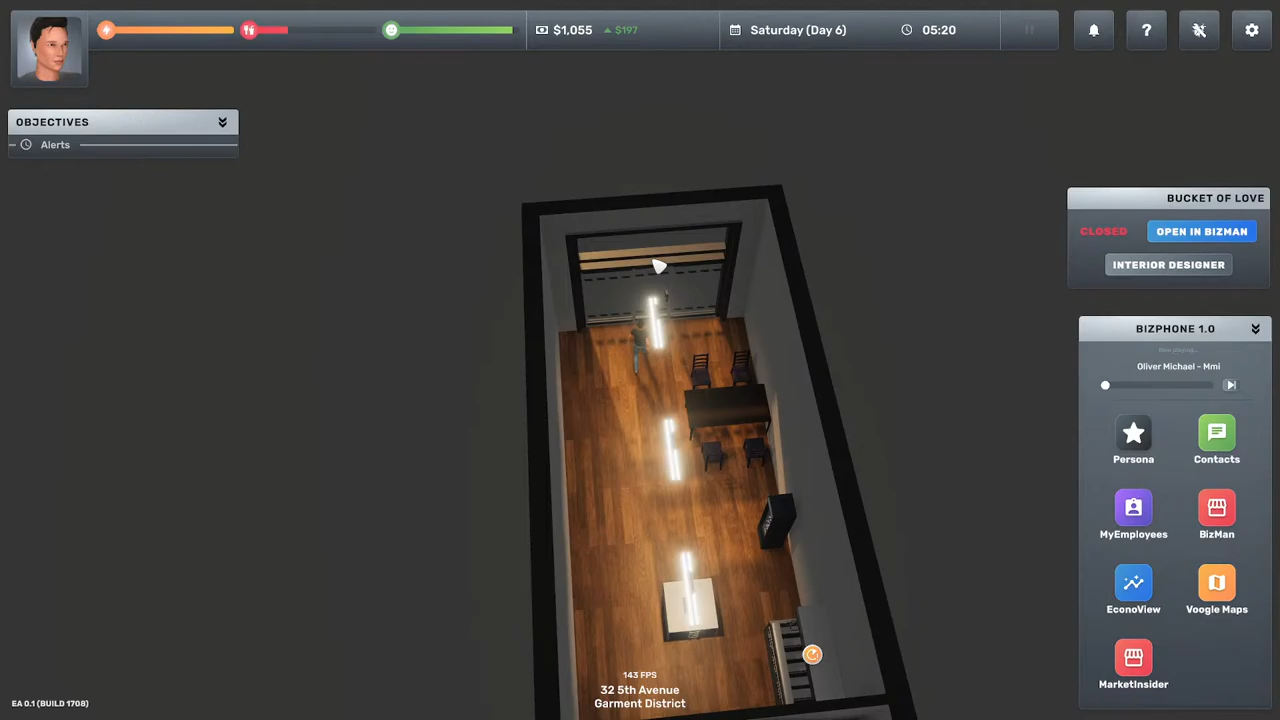 $1,055
$197
Saturday (Day 6)
05:20
?
OBJECTIVES
Alerts
BUCKET OF LOVE
CLOSED
OPEN IN BIZMAN
INTERIOR DESIGNER
BIZPHONE 1.0
Now playing...
Oliver Michael - Mmi
Persona
Contacts
MyEmployees
BizMan
EconoView
Voogle Maps
MarketInsider
143 FPS
32 5th Avenue
Garment District
EA 0.1 (BUILD 1708)